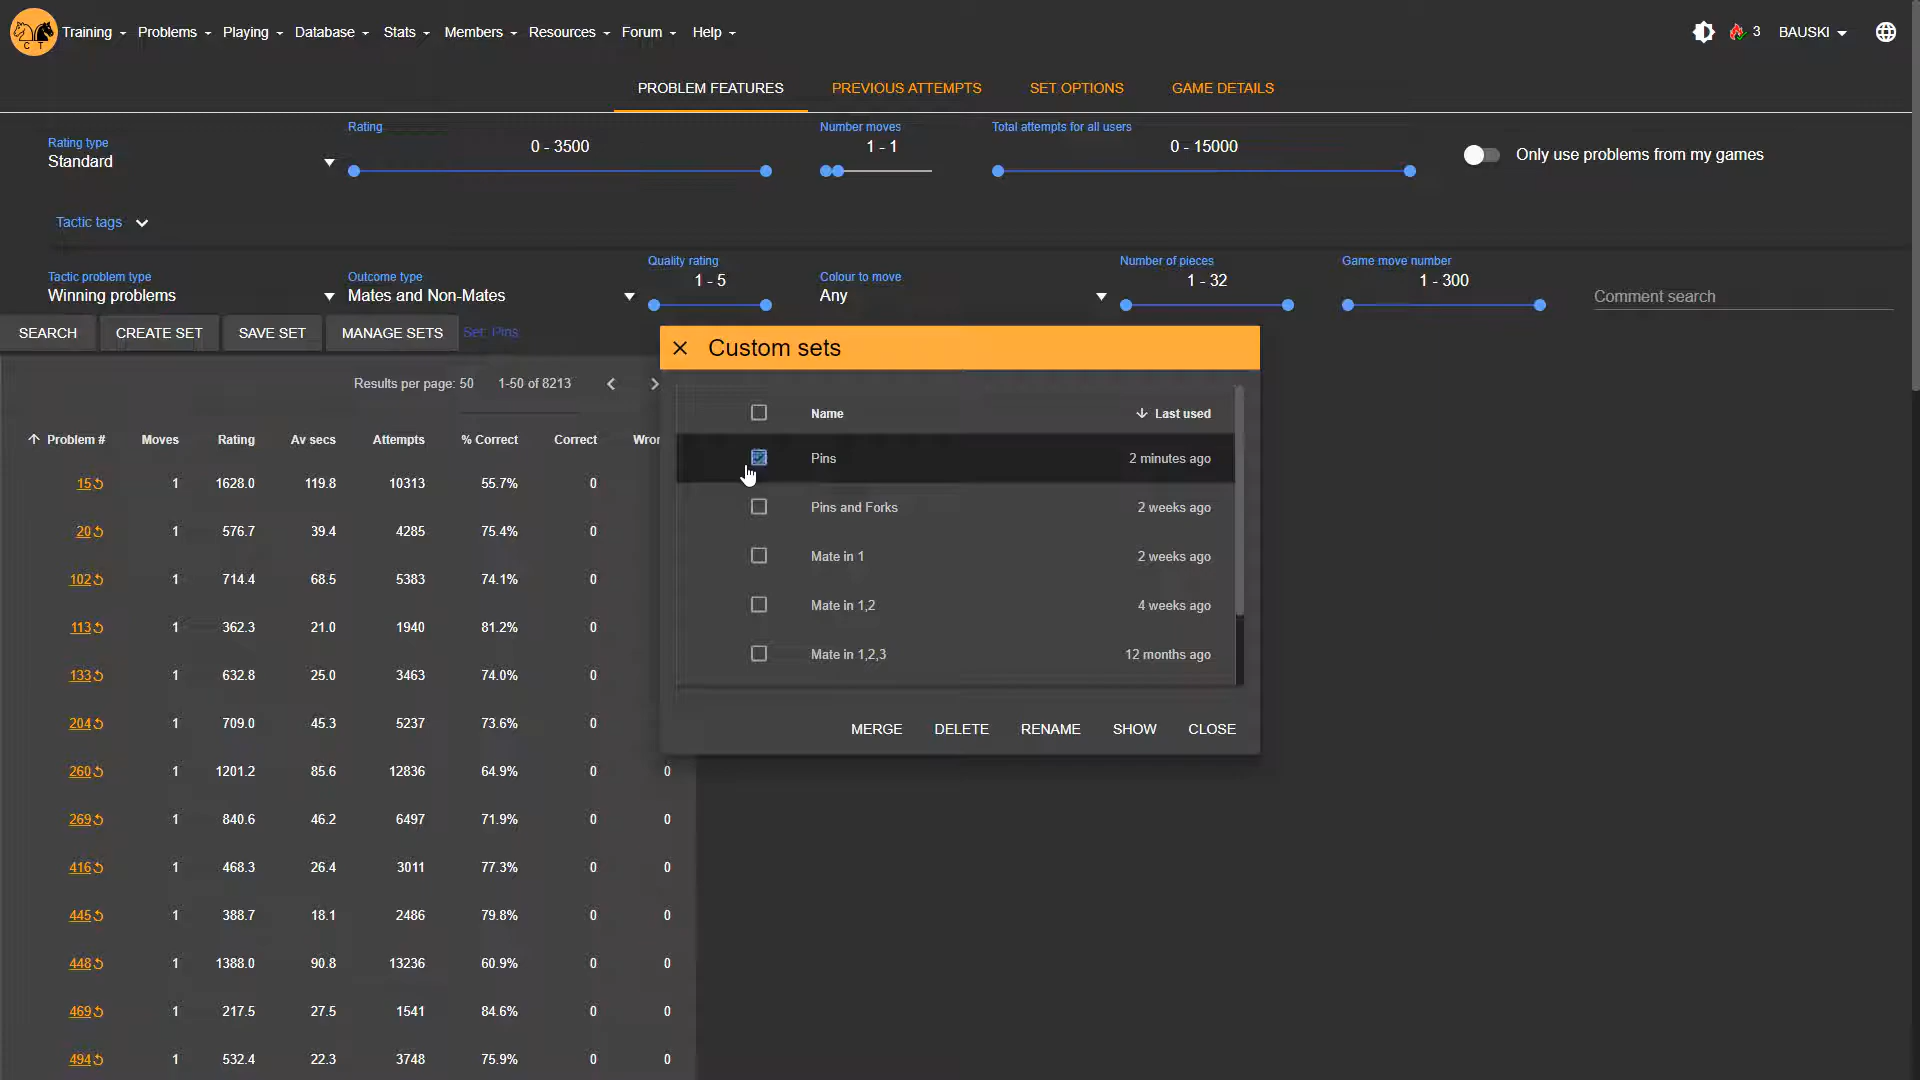 C T
Training Problems Playing Database Stats Members Resources Forum Help
3 BAUSKI
PROBLEM FEATURES PREVIOUS ATTEMPTS SET OPTIONS GAME DETAILS
Rating type
Standard
Rating
0 - 3500
Number moves
1 - 1
Total attempts for all users
0 - 15000
Only use problems from my games
Tactic tags
Tactic problem type
Winning problems
Outcome type
Mates and Non-Mates
Quality rating
1 - 5
Colour to move
Any
Number of pieces
1 - 32
Game move number
1 - 300
Comment search
SEARCH CREATE SET SAVE SET MANAGE SETS Set: Pins
Results per page: 50 1-50 of 8213
Problem # Moves Rating Av secs Attempts % Correct Correct Wror
15 1 1628.0 119.8 10313 55.7% 0
20 1 576.7 39.4 4285 75.4% 0
102 1 714.4 68.5 5383 74.1% 0
113 1 362.3 21.0 1940 81.2% 0
133 1 632.8 25.0 3463 74.0% 0
204 1 709.0 45.3 5237 73.6% 0
260 1 1201.2 85.6 12836 64.9% 0 0
269 1 840.6 46.2 6497 71.9% 0 0
416 1 468.3 26.4 3011 77.3% 0 0
445 1 388.7 18.1 2486 79.8% 0 0
448 1 1388.0 90.8 13236 60.9% 0 0
469 1 217.5 27.5 1541 84.6% 0 0
494 1 532.4 22.3 3748 75.9% 0 0
Custom sets
Name Last used
Pins 2 minutes ago
Pins and Forks 2 weeks ago
Mate in 1 2 weeks ago
Mate in 1,2 4 weeks ago
Mate in 1,2,3 12 months ago
MERGE DELETE RENAME SHOW CLOSE